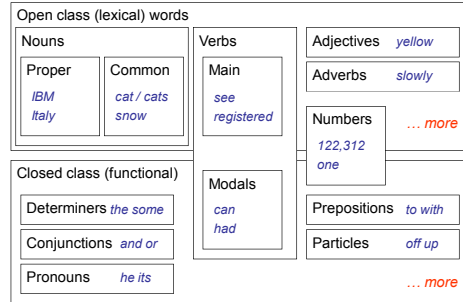 Open class (lexical) words
Nouns
Proper
IBM
Italy
Common
cat / cats
snow
Verbs
Main
see
registered
Adjectives yellow
Adverbs slowly
Numbers
122,312
one
… more
Closed class (functional)
Determiners the some
Conjunctions and or
Pronouns he its
Modals
can
had
Prepositions to with
Particles off up
… more